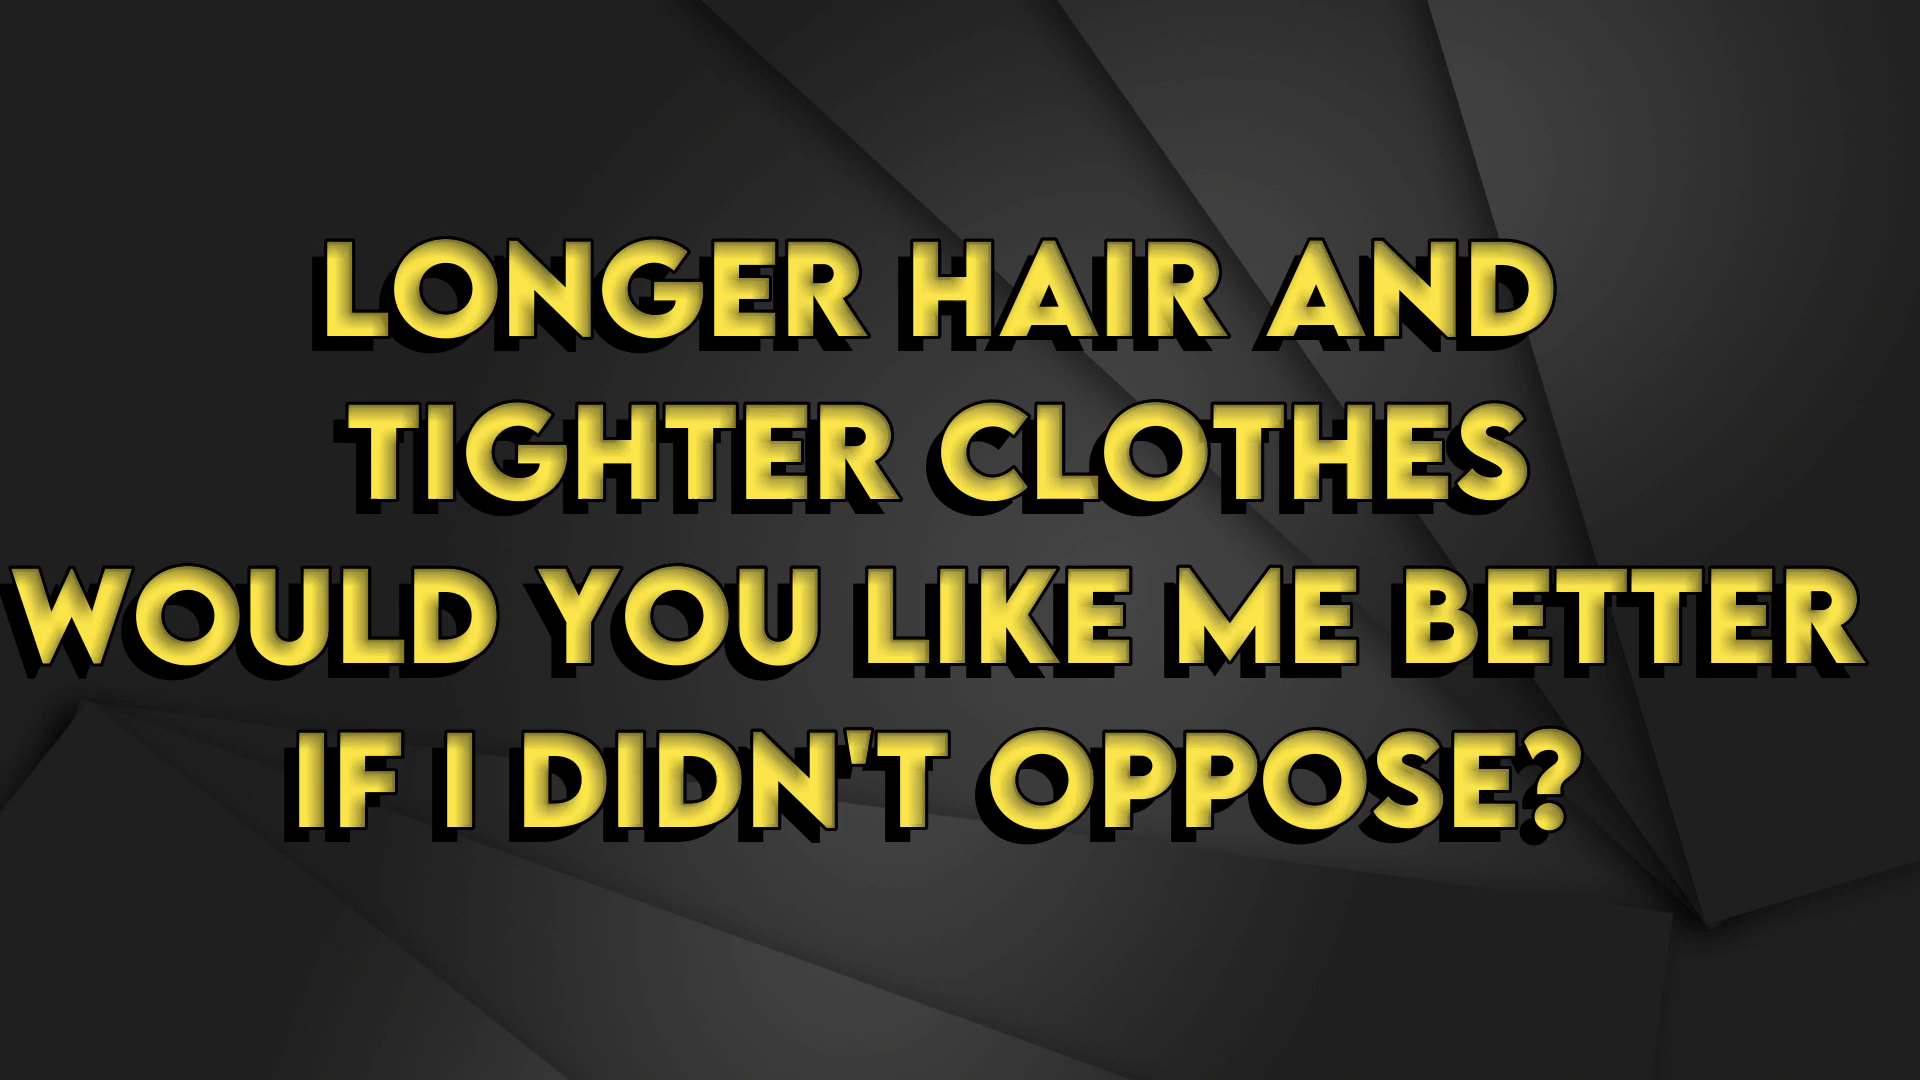 LONGER HAIR AND
TIGHTER CLOTHES
WOULD YOU LIKE ME BETTER
IF I DIDN'T OPPOSE?